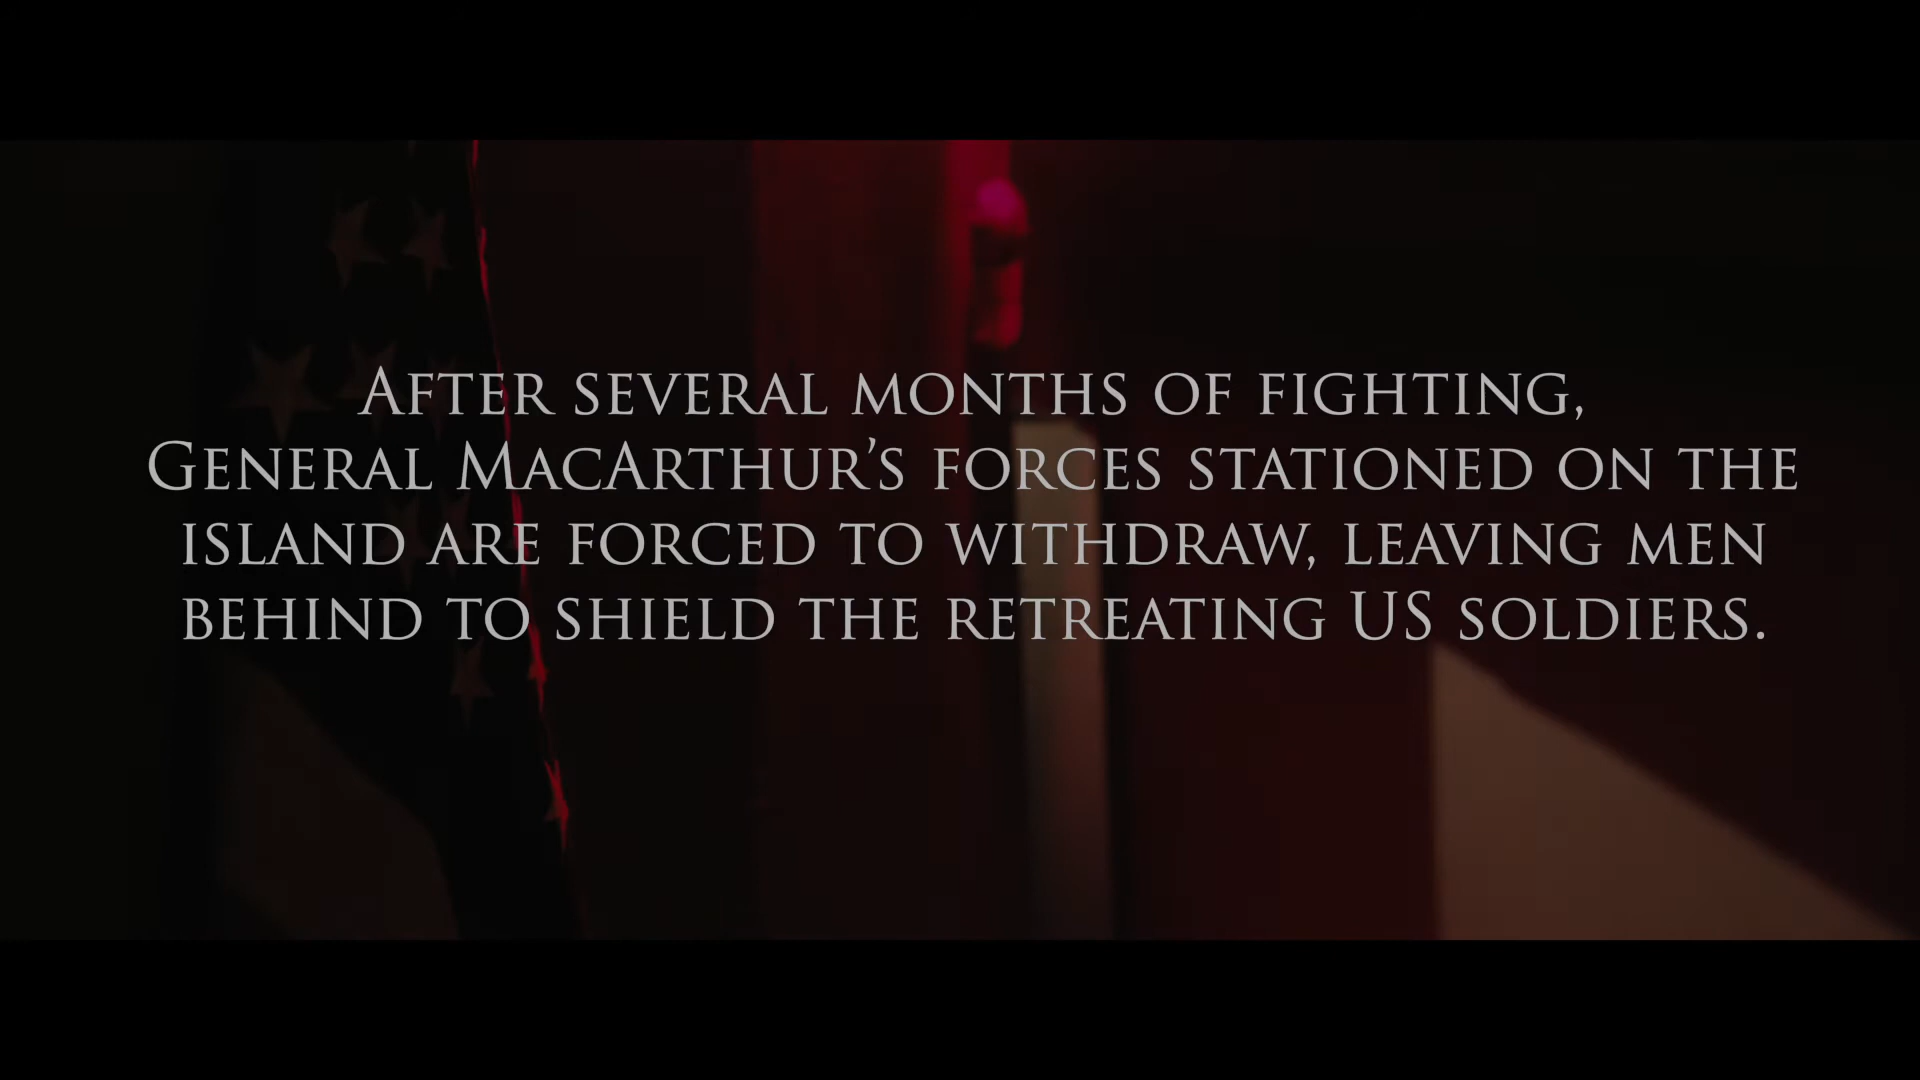 After several months of fighting,
General MacArthur’s forces stationed on the
island are forced to withdraw, leaving men
behind to shield the retreating US soldiers.